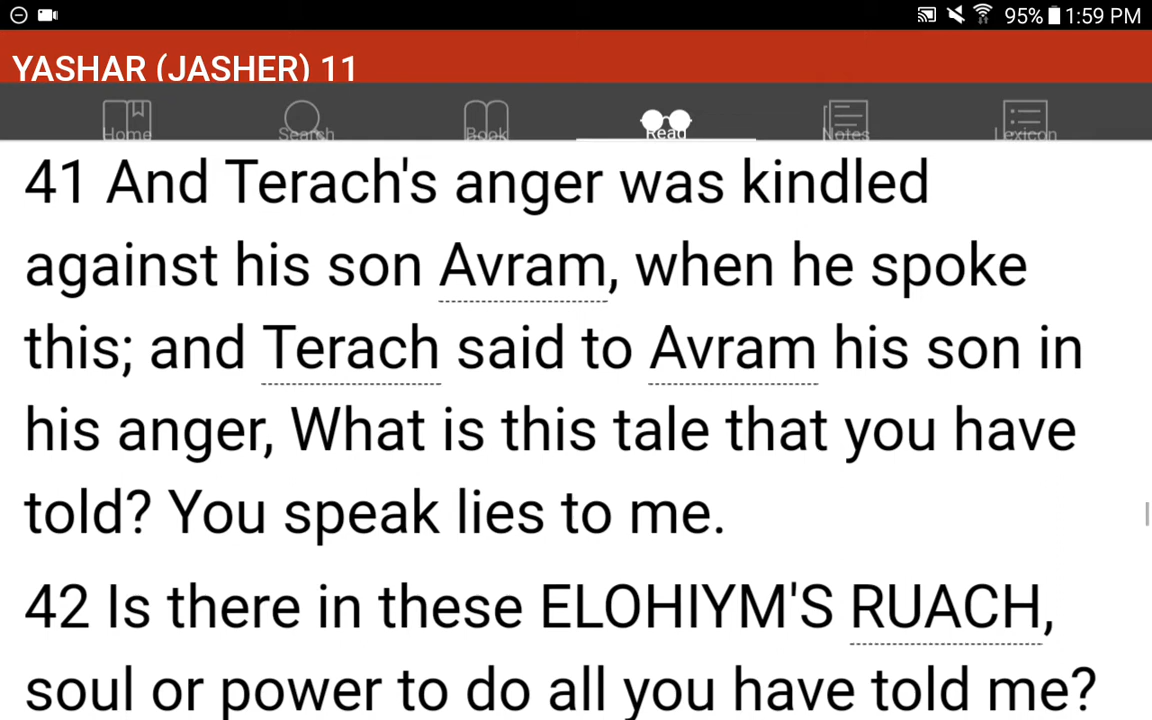 95% 1:59 PM
YASHAR (JASHER) 11
Home Search Book Read Notes Lexicon
41 And Terach's anger was kindled
against his son Avram, when he spoke
this; and Terach said to Avram his son in
his anger, What is this tale that you have
told? You speak lies to me.
42 Is there in these ELOHIYM'S RUACH,
soul or power to do all you have told me?